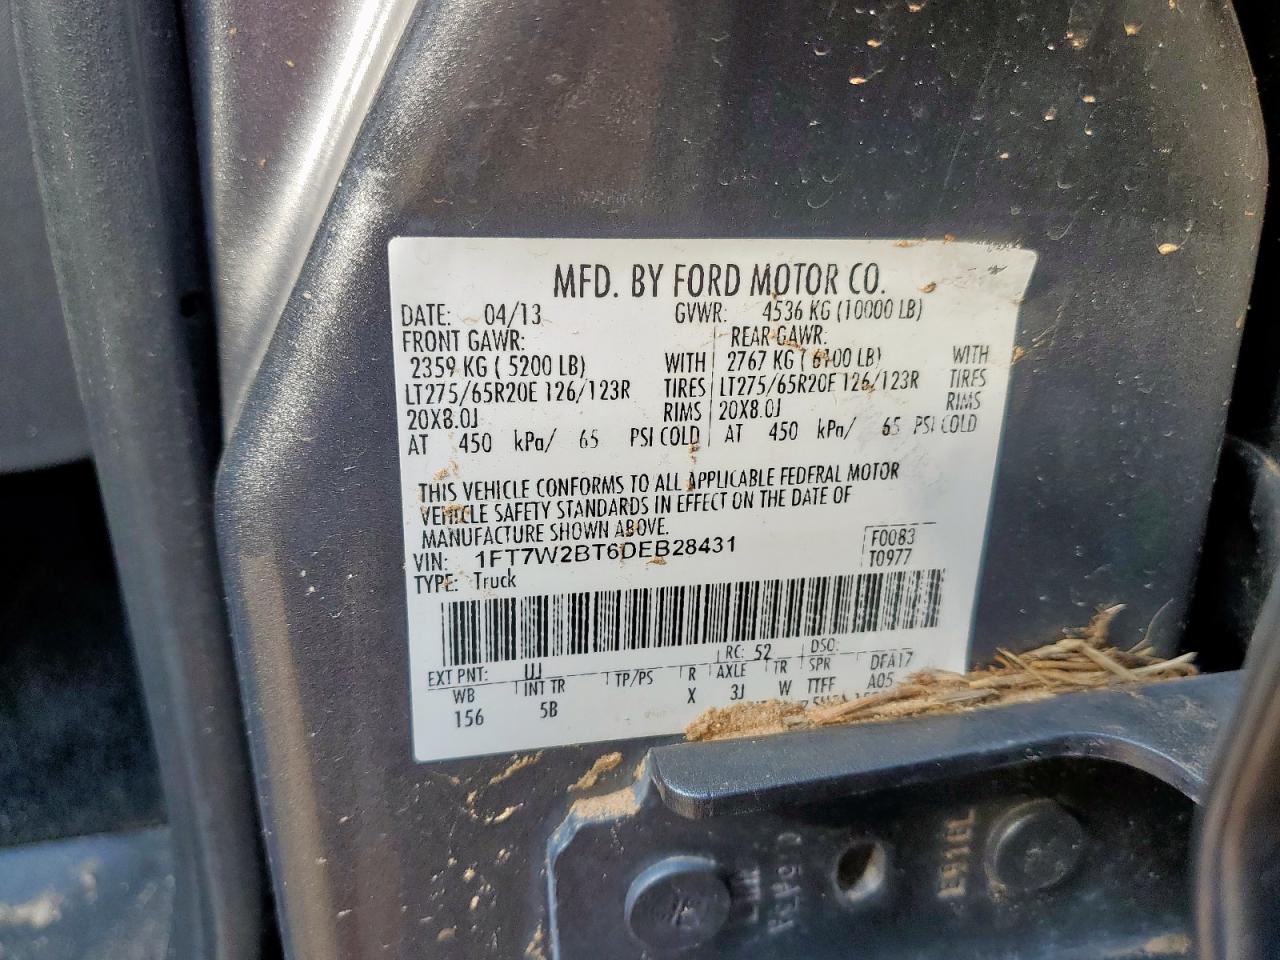 MFD. BY FORD MOTOR CO.
DATE: 04/13 GVWR: 4536 KG (10000 LB)
FRONT GAWR: REAR GAWR:
2359 KG ( 5200 LB) WITH 2767 KG ( 6100 LB) WITH
LT275/65R20E 126/123R TIRES LT275/65R20E 126/123R TIRES
20X8.0J RIMS 20X8.0J RIMS
AT 450 kPa/ 65 PSI COLD AT 450 kPa/ 65 PSI COLD
THIS VEHICLE CONFORMS TO ALL APPLICABLE FEDERAL MOTOR
VEHICLE SAFETY STANDARDS IN EFFECT ON THE DATE OF
MANUFACTURE SHOWN ABOVE.
VIN: 1FT7W2BT6DEB28431 F0083
TYPE: Truck T0977
RC: 52 DSO:
EXT PNT: UJ
WB INT TR TP/PS R AXLE TR SPR DFA17
156 5B X 3J W TTFF A05